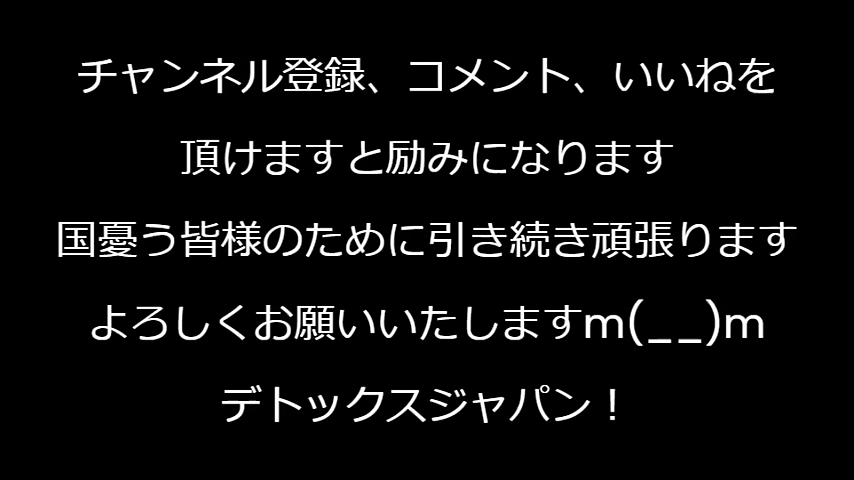 チャンネル登録、コメント、いいねを
頂けますと励みになります
国憂う皆様のために引き続き頑張ります
よろしくお願いいたしますm(__)m
デトックスジャパン！